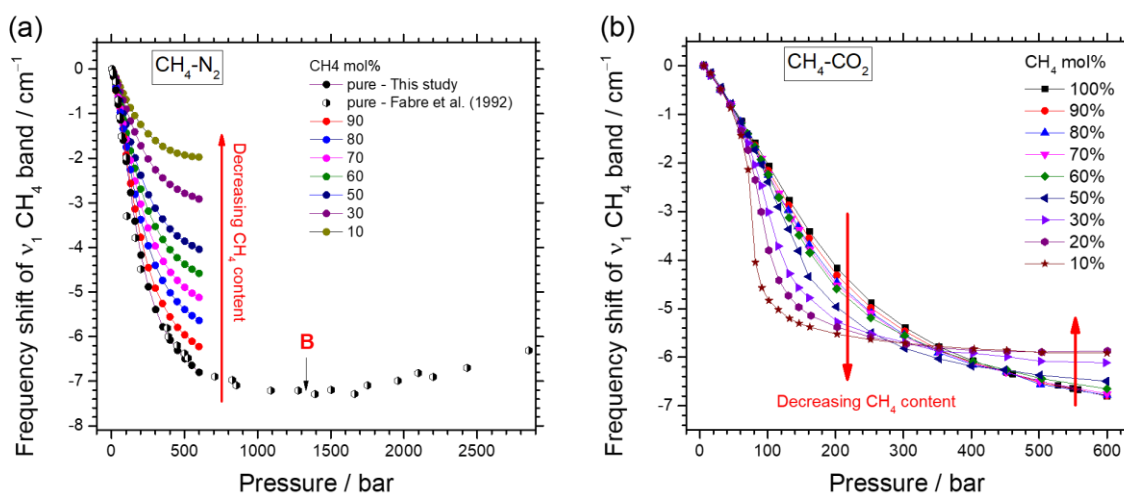 (a)
CH₄-N₂
CH4 mol%
pure - This study
pure - Fabre et al. (1992)
90
80
70
60
50
30
10
Decreasing CH₄ content
B
0
-1
-2
-3
-4
-5
-6
-7
-8
Frequency shift of ν₁ CH₄ band / cm⁻¹
0 500 1000 1500 2000 2500
Pressure / bar
(b)
CH₄-CO₂
CH₄ mol%
100%
90%
80%
70%
60%
50%
30%
20%
10%
Decreasing CH₄ content
0
-1
-2
-3
-4
-5
-6
-7
Frequency shift of ν₁ CH₄ band / cm⁻¹
0 100 200 300 400 500 600
Pressure / bar